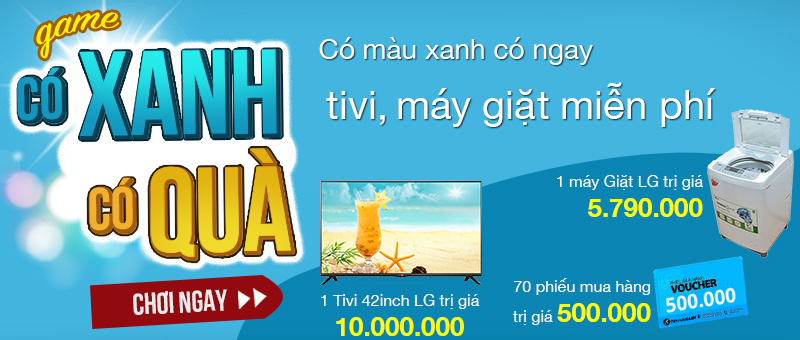 game
CÓ XANH
CÓ QUÀ
CHƠI NGAY
Có màu xanh có ngay
tivi, máy giặt miễn phí
1 máy Giặt LG trị giá
5.790.000
1 Tivi 42inch LG trị giá
10.000.000
70 phiếu mua hàng
trị giá 500.000
VOUCHER
500.000